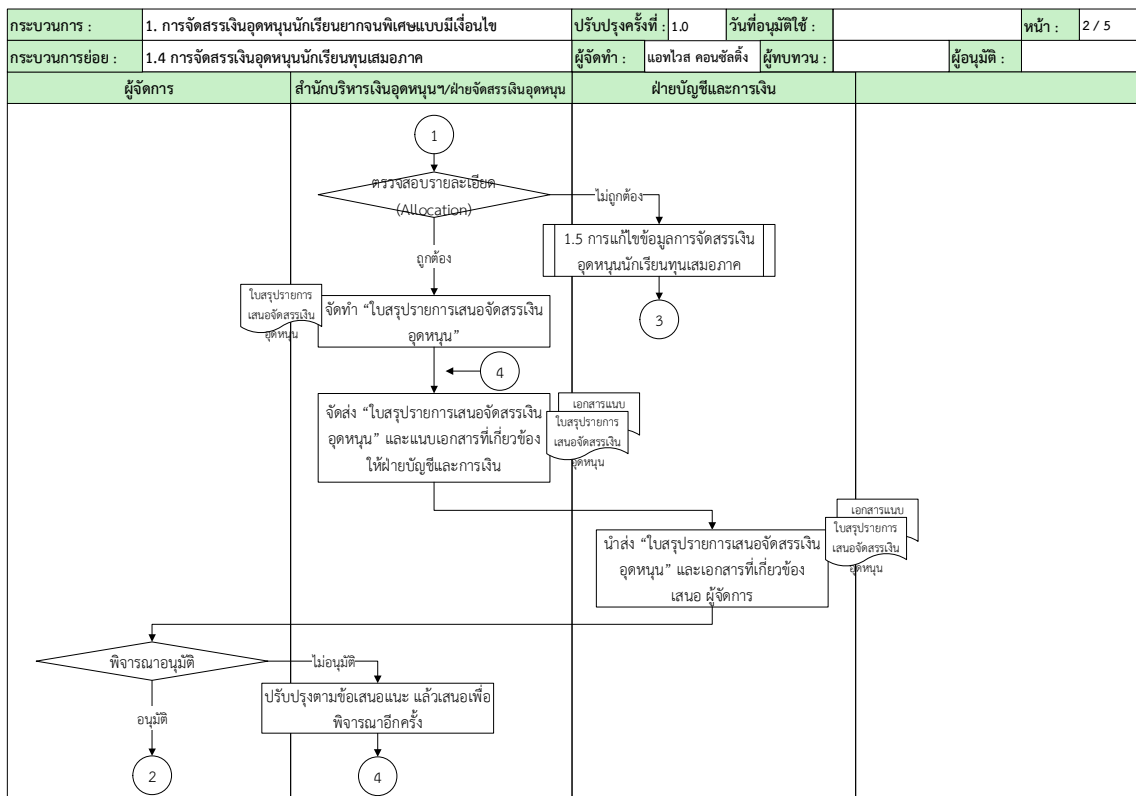 กระบวนการ : 1. การจัดสรรเงินอุดหนุนนักเรียนยากจนพิเศษแบบมีเงื่อนไข ปรับปรุงครั้งที่ : 1.0 วันที่อนุมัติใช้ : หน้า : 2 / 5
กระบวนการย่อย : 1.4 การจัดสรรเงินอุดหนุนนักเรียนทุนเสมอภาค ผู้จัดทำ : แอทไวส คอนซัลติ้ง ผู้ทบทวน : ผู้อนุมัติ :
ผู้จัดการ สำนักบริหารเงินอุดหนุนฯ/ฝ่ายจัดสรรเงินอุดหนุน ฝ่ายบัญชีและการเงิน
1
ตรวจสอบรายละเอียด
(Allocation)
ไม่ถูกต้อง
ถูกต้อง
1.5 การแก้ไขข้อมูลการจัดสรรเงิน
อุดหนุนนักเรียนทุนเสมอภาค
3
ใบสรุปรายการ
เสนอจัดสรรเงิน
อุดหนุน
จัดทำ “ใบสรุปรายการเสนอจัดสรรเงิน
อุดหนุน”
4
จัดส่ง “ใบสรุปรายการเสนอจัดสรรเงิน
อุดหนุน” และแนบเอกสารที่เกี่ยวข้อง
ให้ฝ่ายบัญชีและการเงิน
เอกสารแนบ
ใบสรุปรายการ
เสนอจัดสรรเงิน
อุดหนุน
นำส่ง “ใบสรุปรายการเสนอจัดสรรเงิน
อุดหนุน” และเอกสารที่เกี่ยวข้อง
เสนอ ผู้จัดการ
เอกสารแนบ
ใบสรุปรายการ
เสนอจัดสรรเงิน
อุดหนุน
พิจารณาอนุมัติ
ไม่อนุมัติ
อนุมัติ
ปรับปรุงตามข้อเสนอแนะ แล้วเสนอเพื่อ
พิจารณาอีกครั้ง
2
4